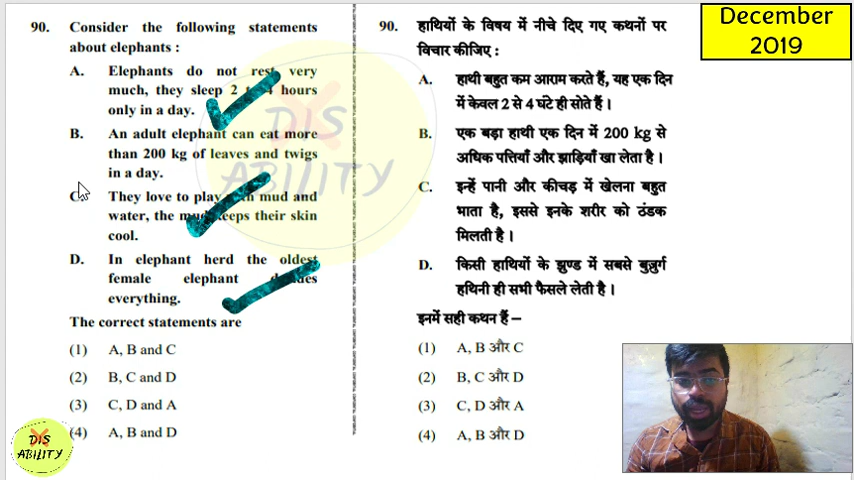 90. Consider the following statements
about elephants :
A. Elephants do not rest very
much, they sleep 2 4 hours
only in a day.
B. An adult elephant can eat more
than 200 kg of leaves and twigs
in a day.
C. They love to play mud and
water, the keeps their skin
cool.
D. In elephant herd the oldest
female elephant
everything.
The correct statements are
(1) A, B and C
(2) B, C and D
(3) C, D and A
(4) A, B and D
90. हाथियों के विषय में नीचे दिए गए कथनों पर
विचार कीजिए :
A. हाथी बहुत कम आराम करते हैं, यह एक दिन
में केवल 2 से 4 घंटे ही सोते हैं।
B. एक बड़ा हाथी एक दिन में 200 kg से
अधिक पत्तियाँ और झाड़ियाँ खा लेता है।
C. इन्हें पानी और कीचड़ में खेलना बहुत
भाता है, इससे इनके शरीर को ठंडक
मिलती है।
D. किसी हाथियों के झुण्ड में सबसे बुजुर्ग
हथिनी ही सभी फैसले लेती है।
इनमें सही कथन हैं –
(1) A, B और C
(2) B, C और D
(3) C, D और A
(4) A, B और D
December
2019
DIS
ABILITY
DIS
ABILITY